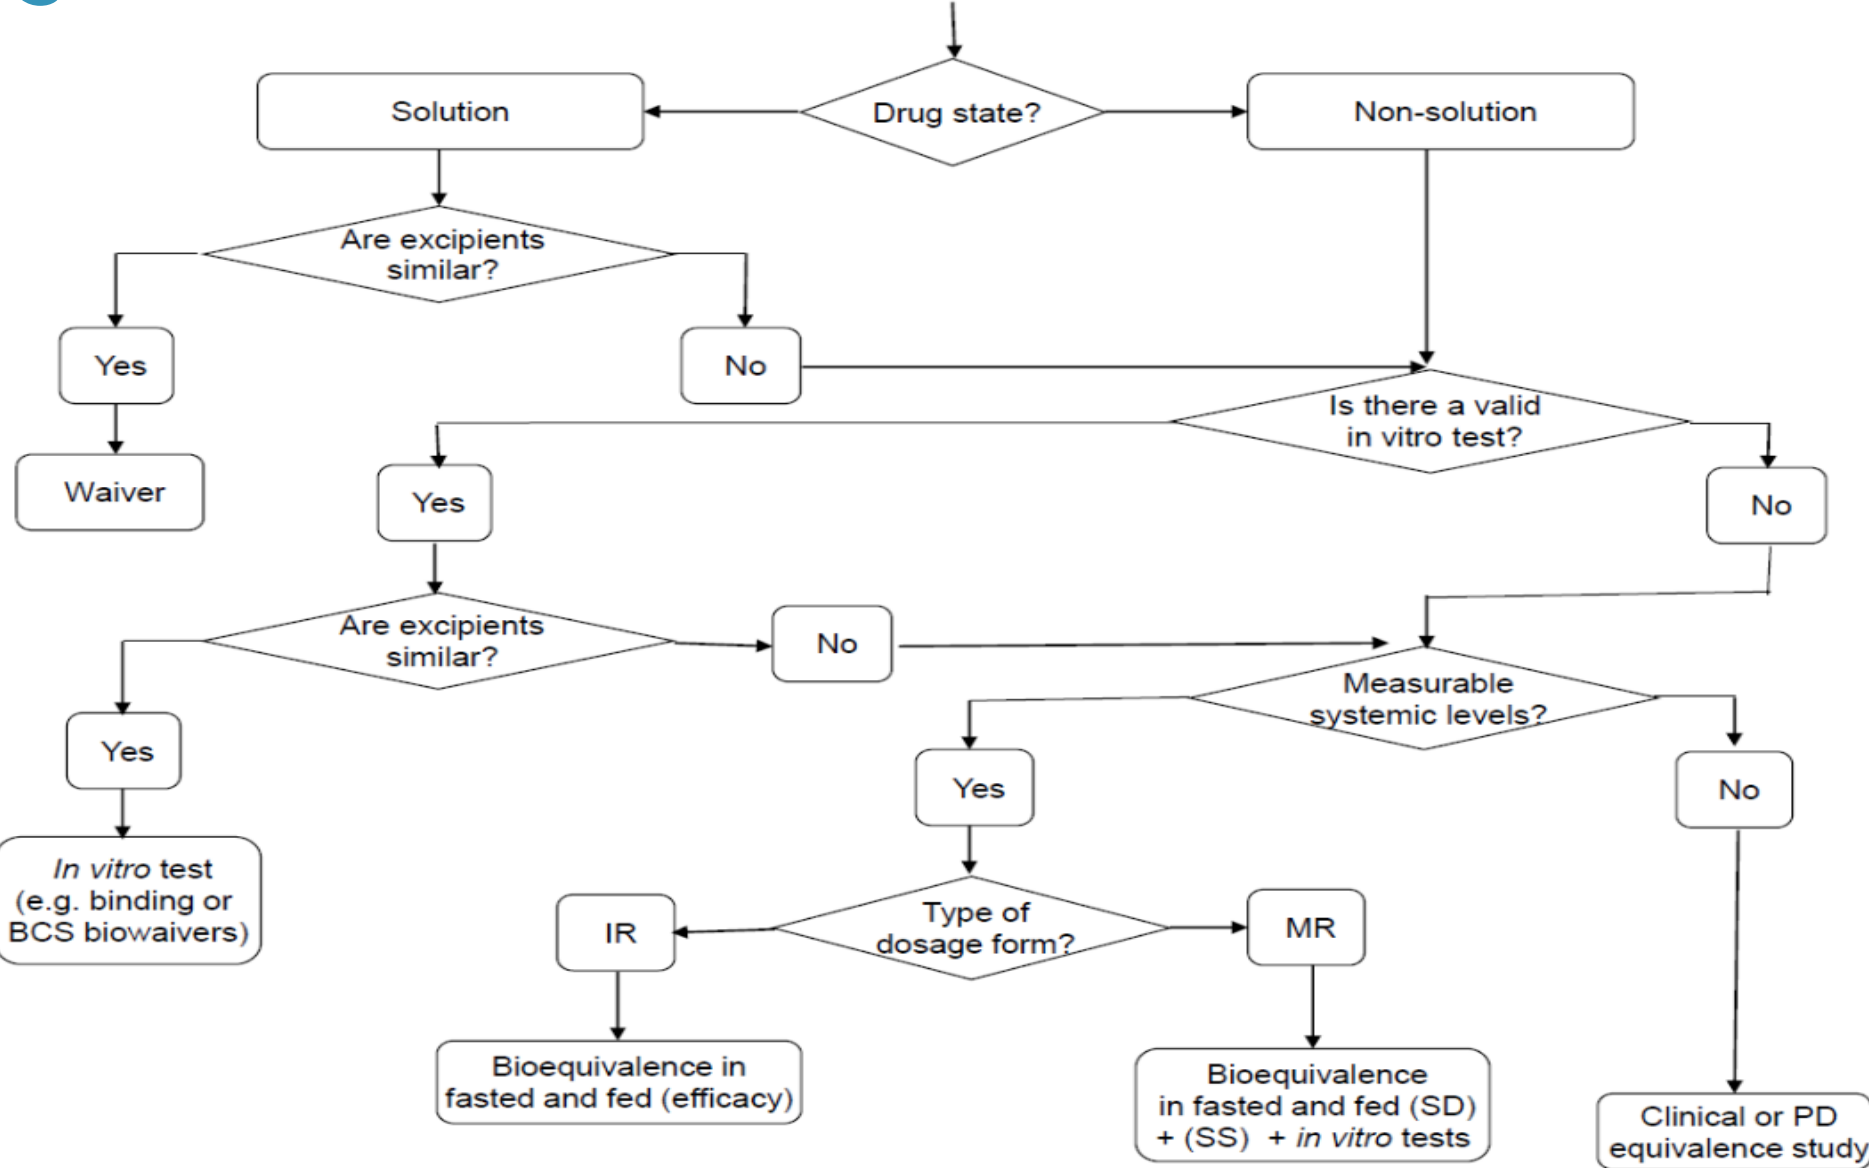 Solution
Drug state?
Non-solution
Are excipients
similar?
Yes
No
Waiver
Is there a valid
in vitro test?
Yes
No
Are excipients
similar?
No
Measurable
systemic levels?
Yes
Yes
No
In vitro test
(e.g. binding or
BCS biowaivers)
IR
Type of
dosage form?
MR
Bioequivalence in
fasted and fed (efficacy)
Bioequivalence
in fasted and fed (SD)
+ (SS) + in vitro tests
Clinical or PD
equivalence study